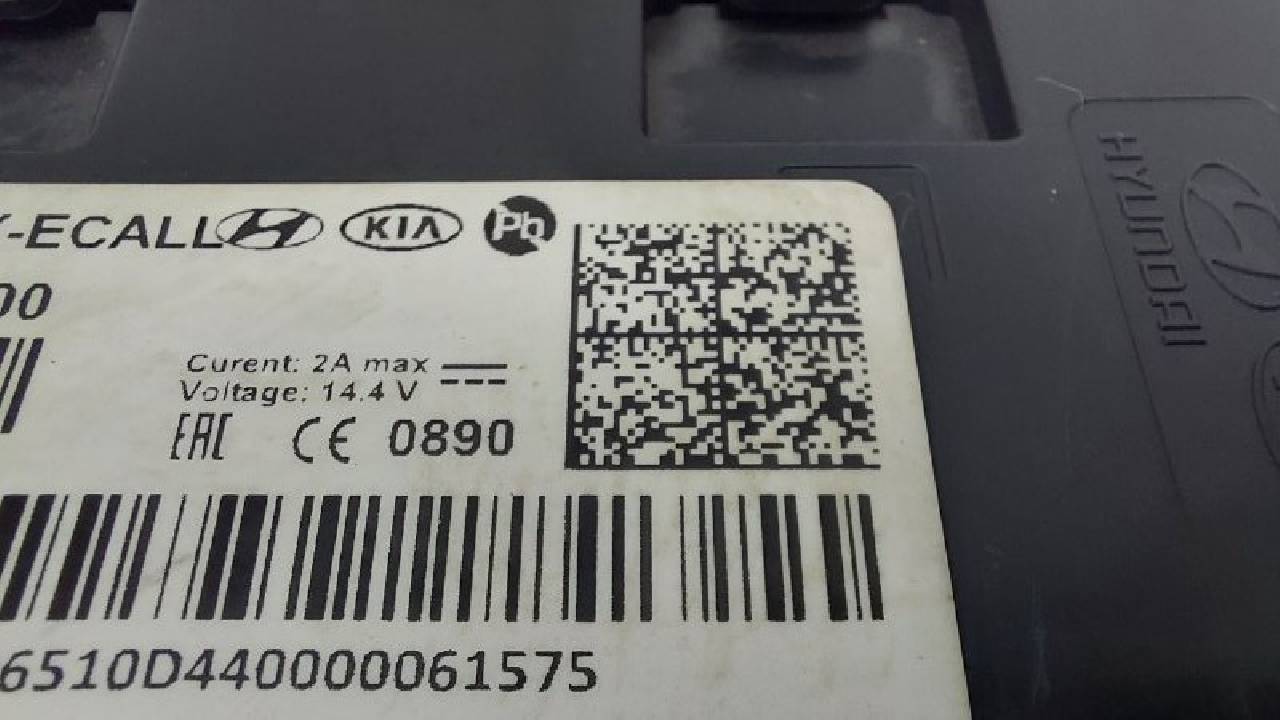 -ECALL KIA Pb
00
Curent: 2A max
Voltage: 14.4 V
EAC CE 0890
6510D440000061575
HYUNDAI